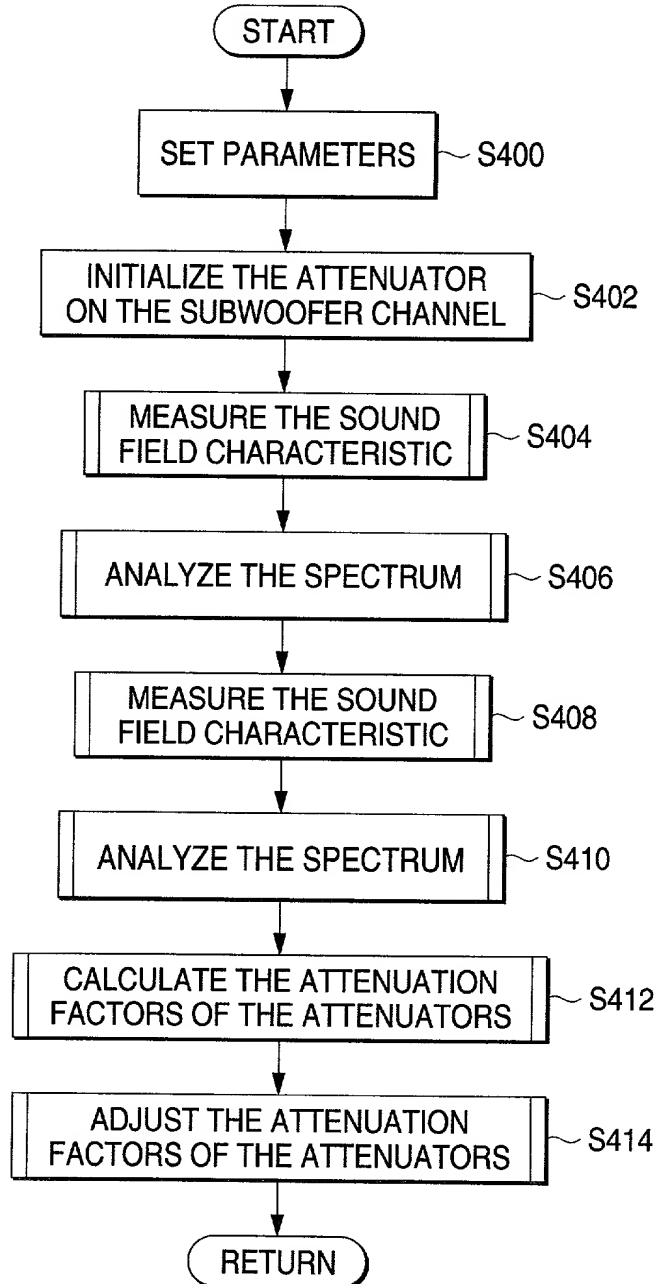 START
SET PARAMETERS
S400
INITIALIZE THE ATTENUATOR
ON THE SUBWOOFER CHANNEL
S402
MEASURE THE SOUND
FIELD CHARACTERISTIC
S404
ANALYZE THE SPECTRUM
S406
MEASURE THE SOUND
FIELD CHARACTERISTIC
S408
ANALYZE THE SPECTRUM
S410
CALCULATE THE ATTENUATION
FACTORS OF THE ATTENUATORS
S412
ADJUST THE ATTENUATION
FACTORS OF THE ATTENUATORS
S414
RETURN